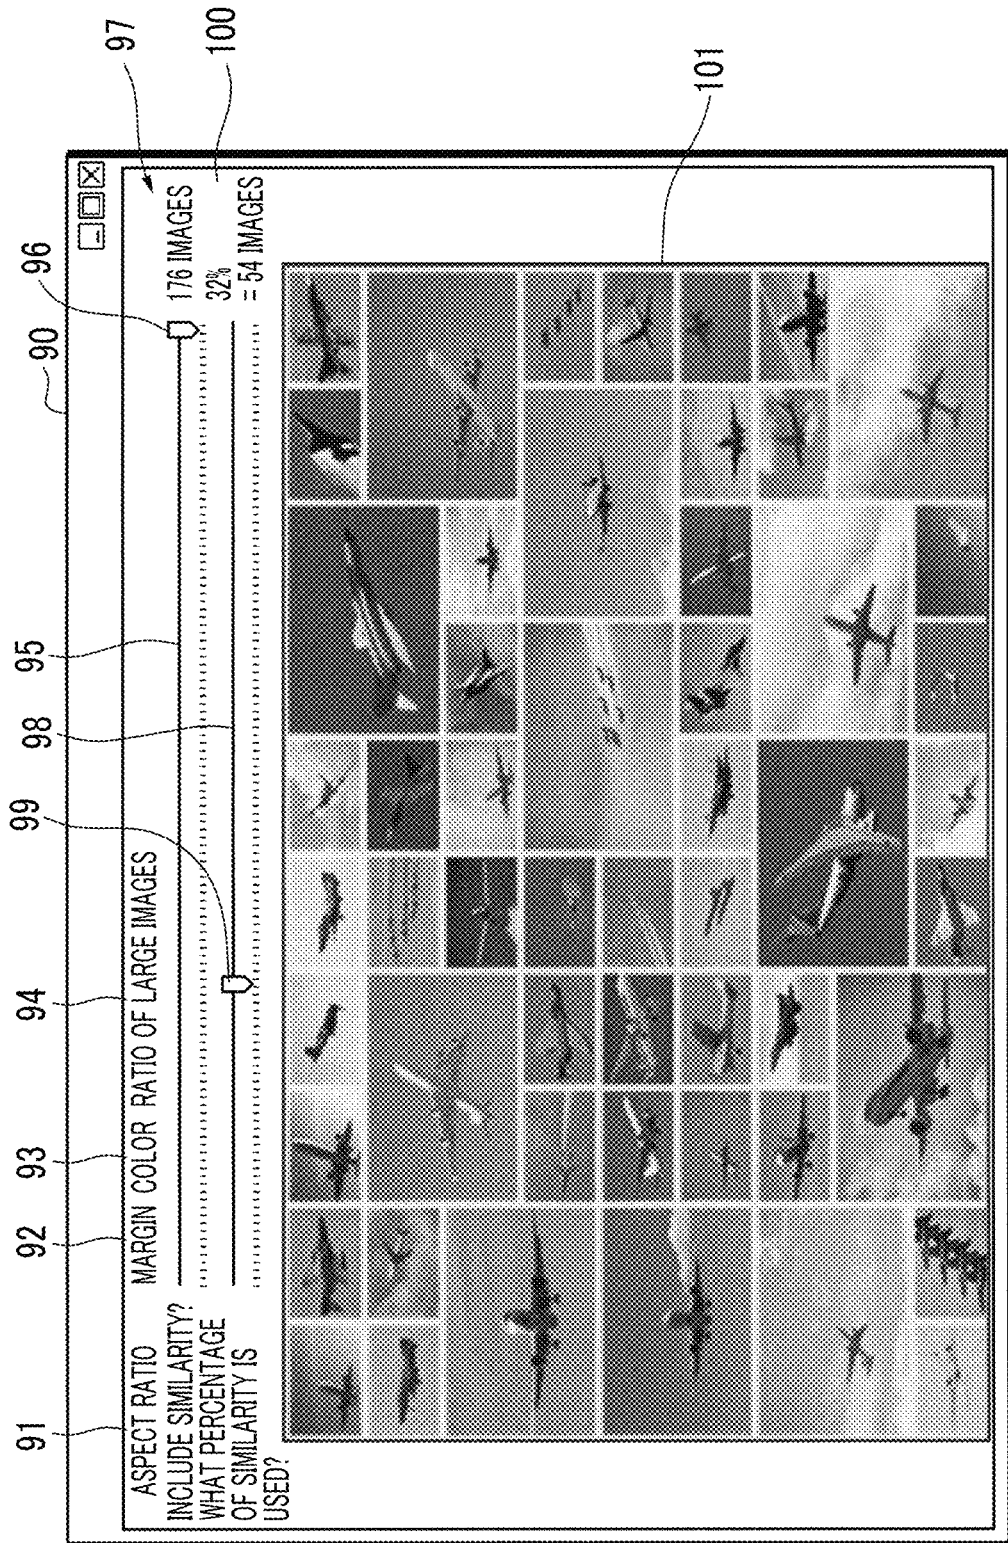 91 92 93 94 99 98 95 90 96
ASPECT RATIO MARGIN COLOR RATIO OF LARGE IMAGES
INCLUDE SIMILARITY? 176 IMAGES 97
WHAT PERCENTAGE 32% 100
OF SIMILARITY IS = 54 IMAGES
USED?
101